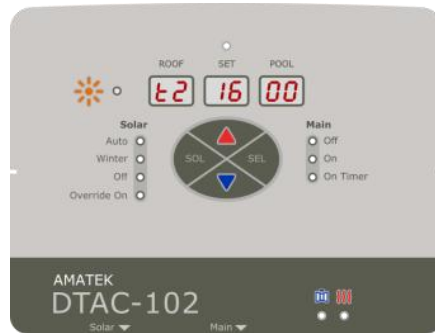 ROOF SET POOL
t2 16 00
Solar Main
Auto Off
Winter SOL SEL On
Off On Timer
Override On
AMATEK
DTAC-102
Solar Main